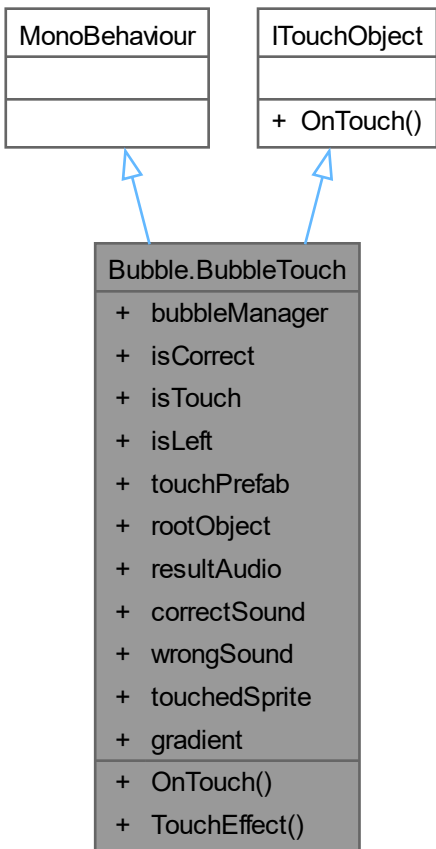 MonoBehaviour
ITouchObject
+ OnTouch()
Bubble.BubbleTouch
+ bubbleManager
+ isCorrect
+ isTouch
+ isLeft
+ touchPrefab
+ rootObject
+ resultAudio
+ correctSound
+ wrongSound
+ touchedSprite
+ gradient
+ OnTouch()
+ TouchEffect()